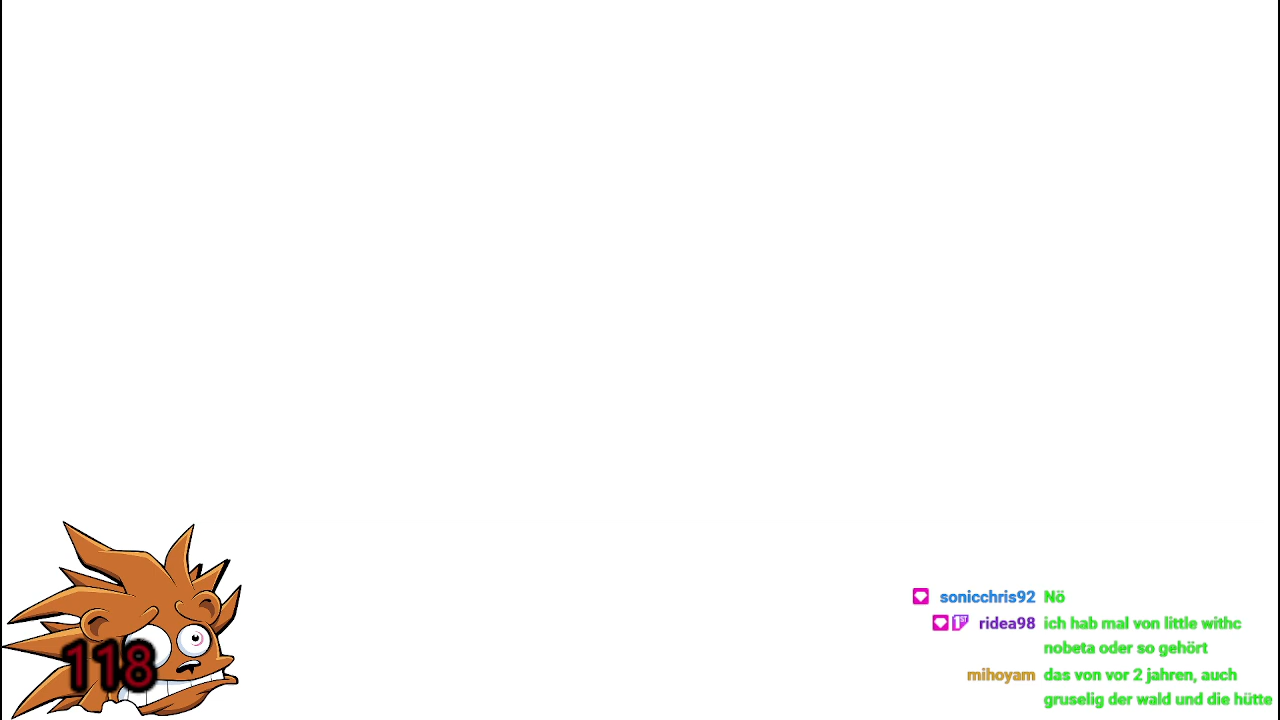 sonicchris92 Nö
ridea98 ich hab mal von little withc
nobeta oder so gehört
118
mihoyam das von vor 2 jahren, auch
gruselig der wald und die hütte